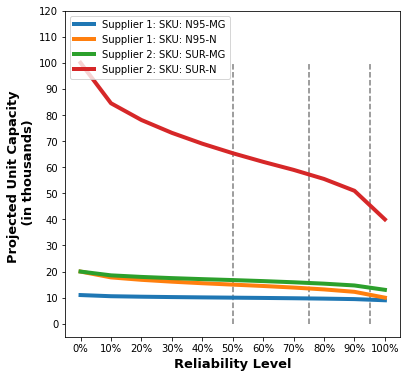 120
110
100
90
80
70
60
50
40
30
20
10
0
Projected Unit Capacity
(in thousands)
Supplier 1: SKU: N95-MG
Supplier 1: SKU: N95-N
Supplier 2: SKU: SUR-MG
Supplier 2: SKU: SUR-N
0% 10% 20% 30% 40% 50% 60% 70% 80% 90% 100%
Reliability Level